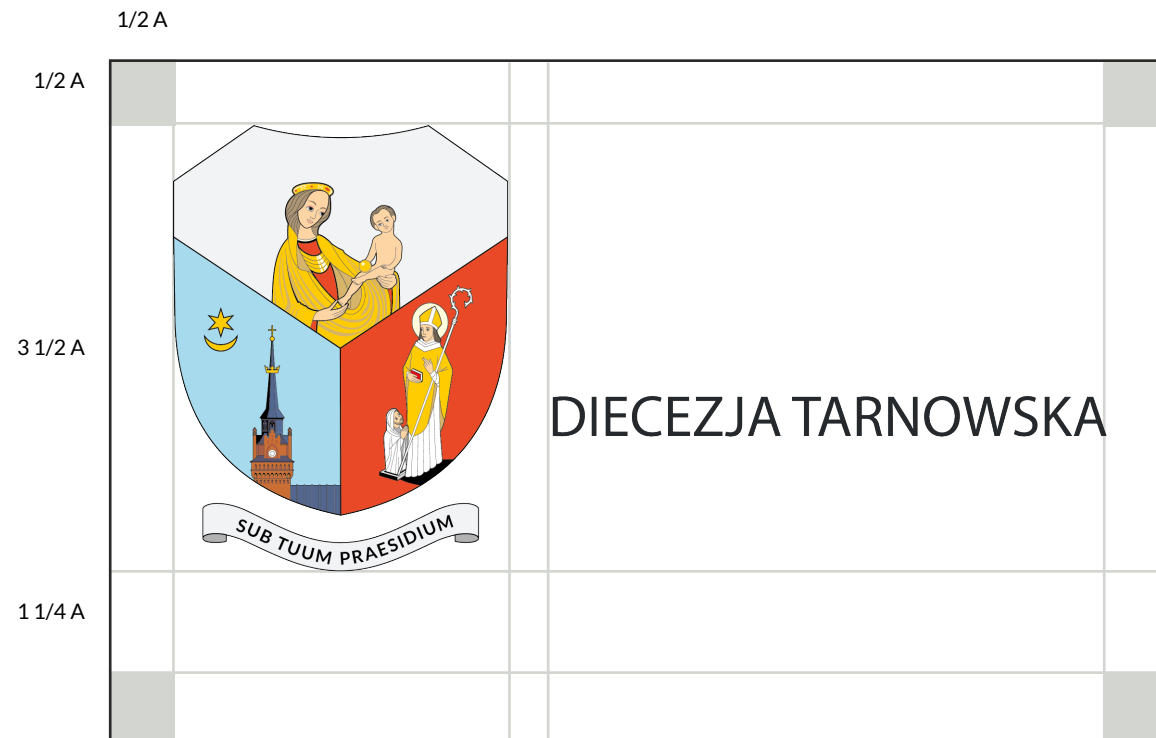 1/2 A
1/2 A
3 1/2 A
DIECEZJA TARNOWSKA
SUB TUUM PRAESIDIUM
1 1/4 A